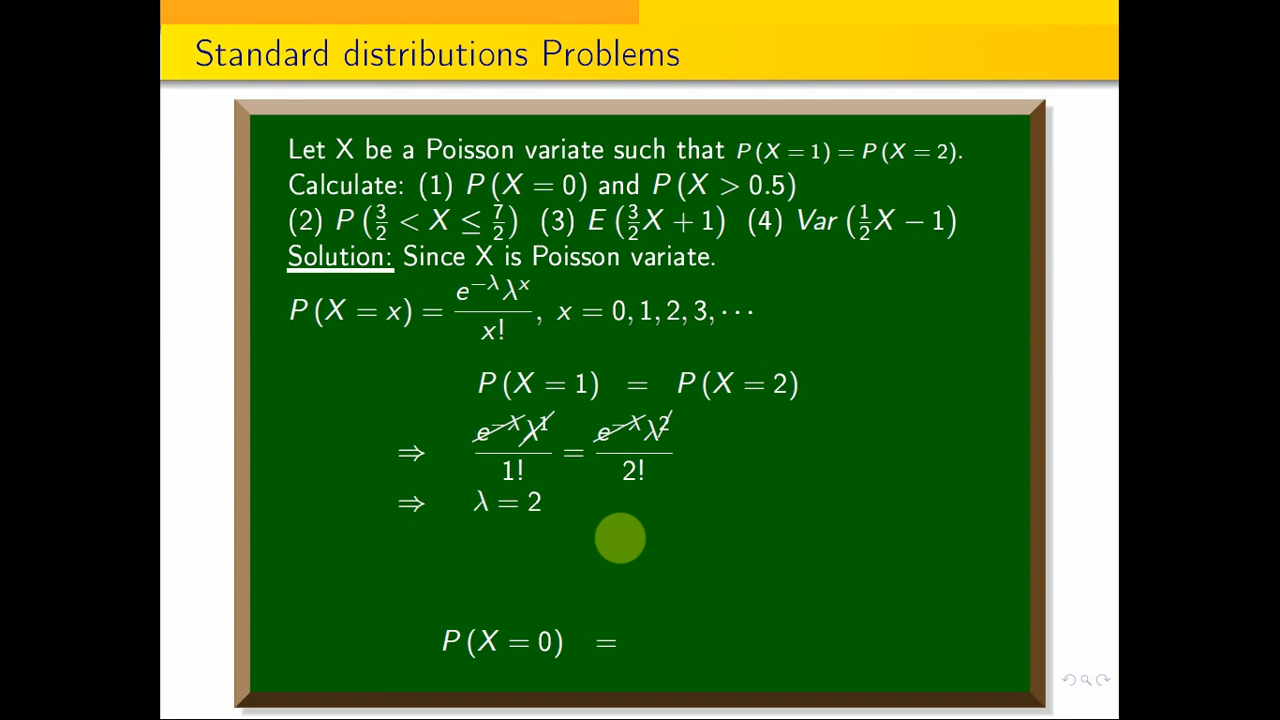 Standard distributions Problems
Let X be a Poisson variate such that P(X = 1) = P(X = 2).
Calculate: (1) P(X = 0) and P(X > 0.5)
(2) P(3/2 < X ≤ 7/2) (3) E(3/2X + 1) (4) Var(1/2X − 1)
Solution: Since X is Poisson variate.
P(X = x) = e^−λ λ^x / x!, x = 0, 1, 2, 3, ⋯
P(X = 1) = P(X = 2)
⇒ e^−λ λ^1 / 1! = e^−λ λ^2 / 2!
⇒ λ = 2
P(X = 0) =